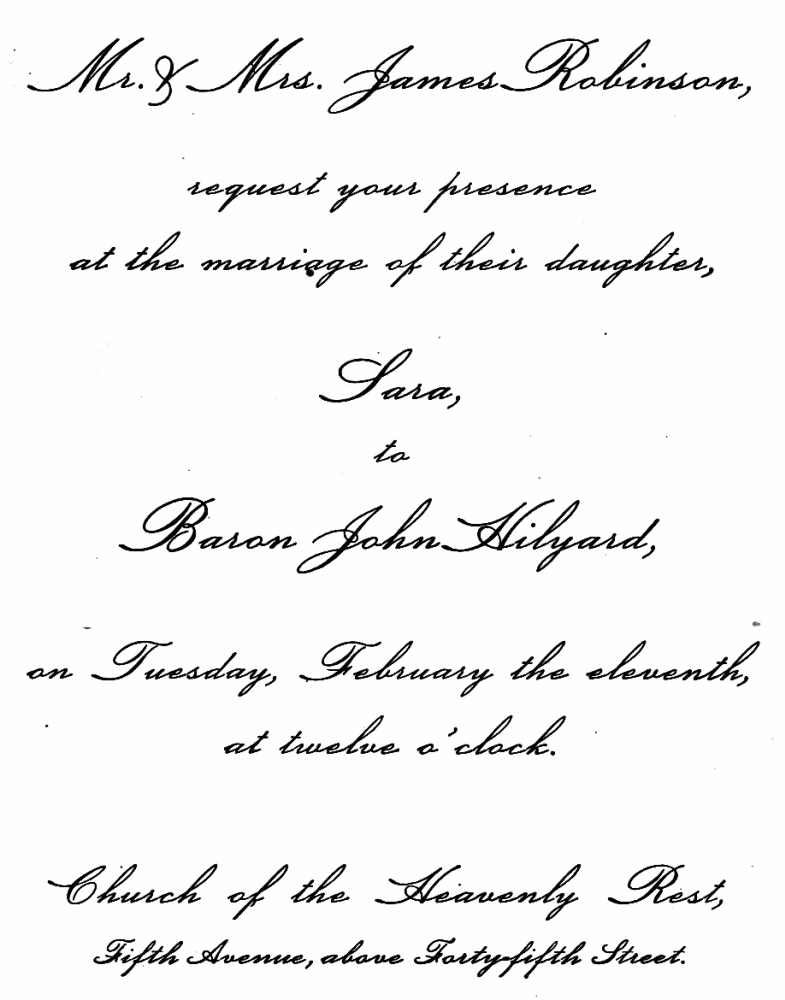 Mr. & Mrs. James Robinson,
request your presence
at the marriage of their daughter,
Sara,
to
Baron John Hilyard,
on Tuesday, February the eleventh,
at twelve o'clock.
Church of the Heavenly Rest,
Fifth Avenue, above Forty-fifth Street.